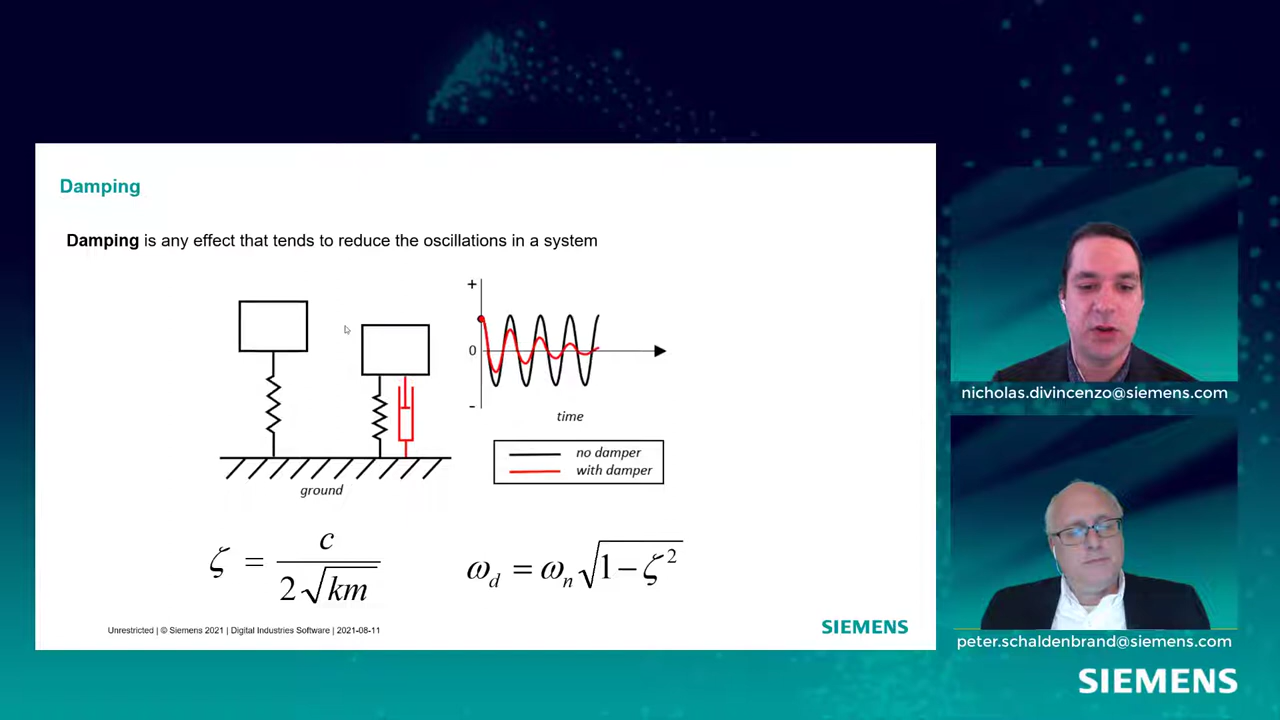 Damping
Damping is any effect that tends to reduce the oscillations in a system
+
0
-
time
no damper
with damper
ground
ζ = c / 2√km
ω_d = ω_n √1 − ζ²
Unrestricted | © Siemens 2021 | Digital Industries Software | 2021-08-11
SIEMENS
nicholas.divincenzo@siemens.com
peter.schaldenbrand@siemens.com
SIEMENS